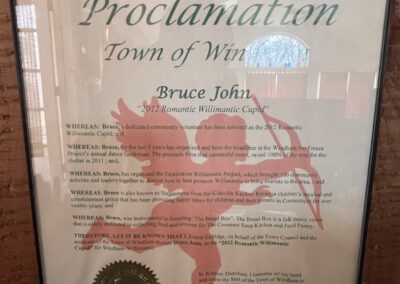 Proclamation
Town of Win
Bruce John
"2012 Romantic Willimantic Cupid"
WHEREAS: Bruce, a dedicated community volunteer has been selected as the 2012 Romantic
Willimantic Cupid; and
WHEREAS: Bruce, for the last 5 years has organized and been the headliner at the Windham No Freeze
Project's annual dance fundraiser. The proceeds from the successful event, raised 100% of the rent for the
shelter in 2011; and,
WHEREAS: Bruce, has organized the Destination Willimantic Project, which brought 100 community
activists and leaders together to discuss how to best promote Willimantic, to bring tourists to the area; and
WHEREAS: Bruce is also known as from the Kidsville Kuckoo Revue a children's musical and
entertainment group that has been providing happy times for children and their parents in Connecticut for over
twenty years; and
WHEREAS: Bruce, was instrumental in founding "The Bread Box". The Bread Box is a folk music venue
that is solely dedicated to collecting food and revenue for The Covenant Soup Kitchen and Food Pantry.
THEREFORE, LET IT BE KNOWN THAT I, Ernest Eldridge, on behalf of the Town Council and the
residents of the Town of Windham declare Bruce John, to be "2012 Romantic Willimantic
Cupid" for Windham
In Witness Thereof, I hereunto set my hand
and cause the Seal of the Town of Windham to